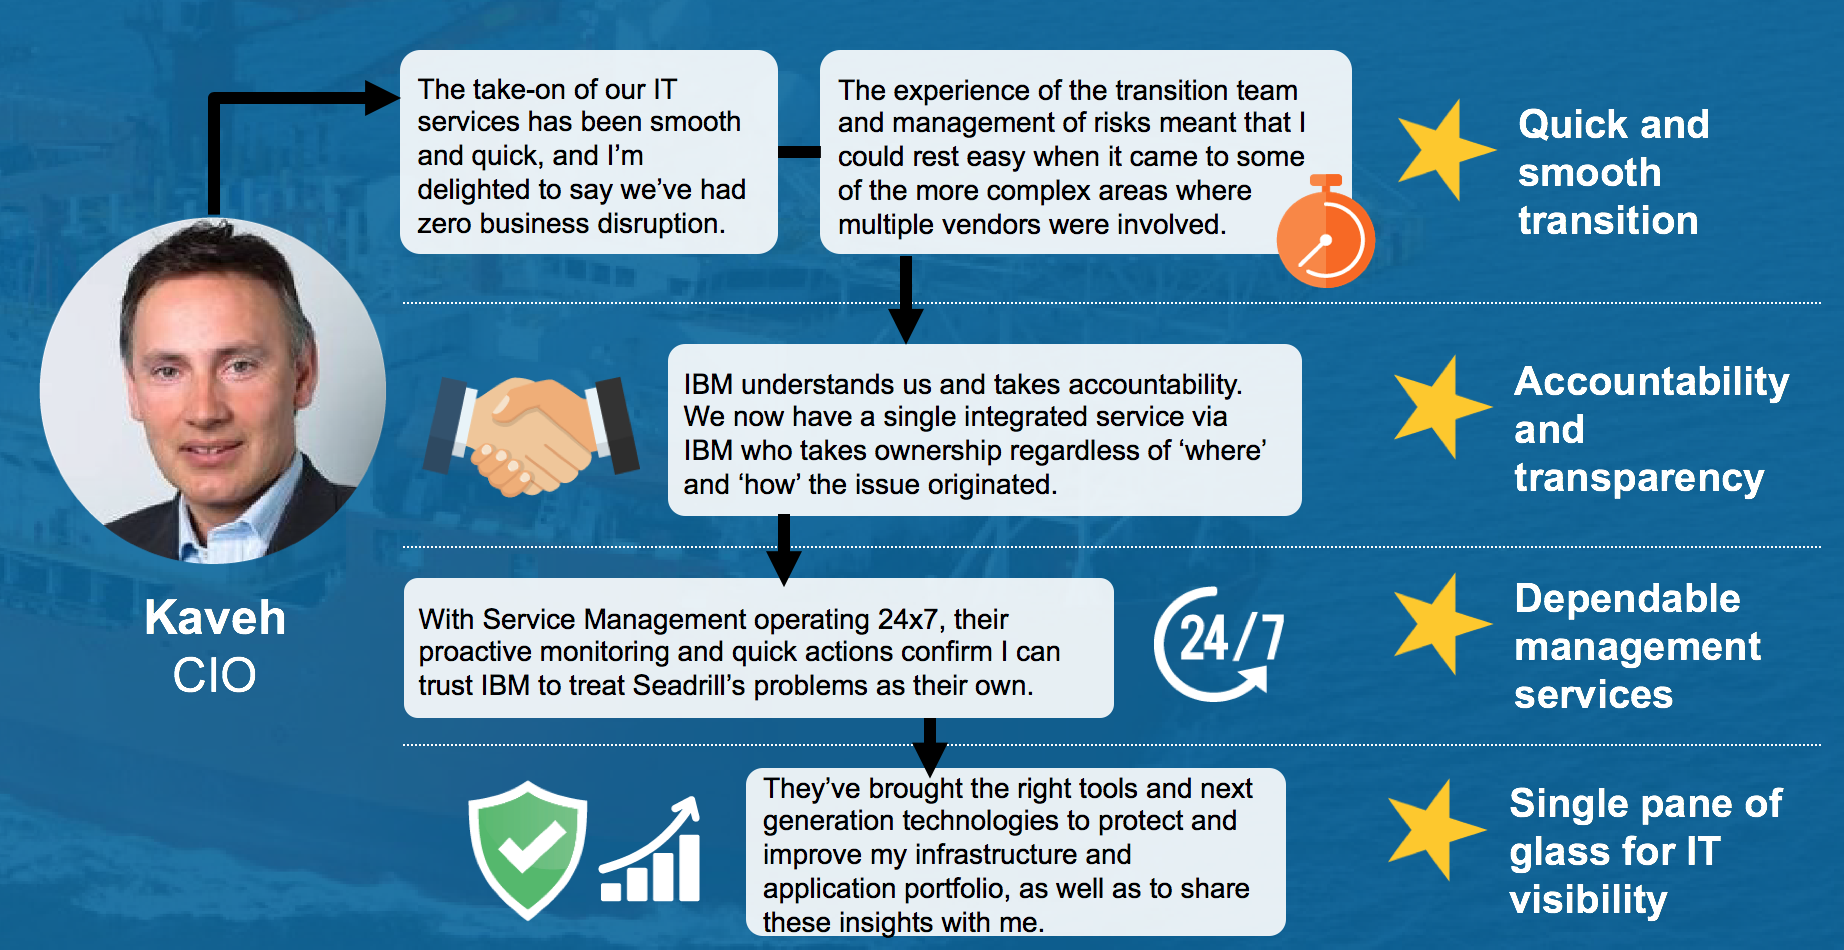 The take-on of our IT
services has been smooth
and quick, and I’m
delighted to say we’ve had
zero business disruption.
The experience of the transition team
and management of risks meant that I
could rest easy when it came to some
of the more complex areas where
multiple vendors were involved.
Quick and
smooth
transition
IBM understands us and takes accountability.
We now have a single integrated service via
IBM who takes ownership regardless of ‘where’
and ‘how’ the issue originated.
Accountability
and
transparency
Kaveh
CIO
With Service Management operating 24x7, their
proactive monitoring and quick actions confirm I can
trust IBM to treat Seadrill’s problems as their own.
24/7
Dependable
management
services
They’ve brought the right tools and next
generation technologies to protect and
improve my infrastructure and
application portfolio, as well as to share
these insights with me.
Single pane of
glass for IT
visibility